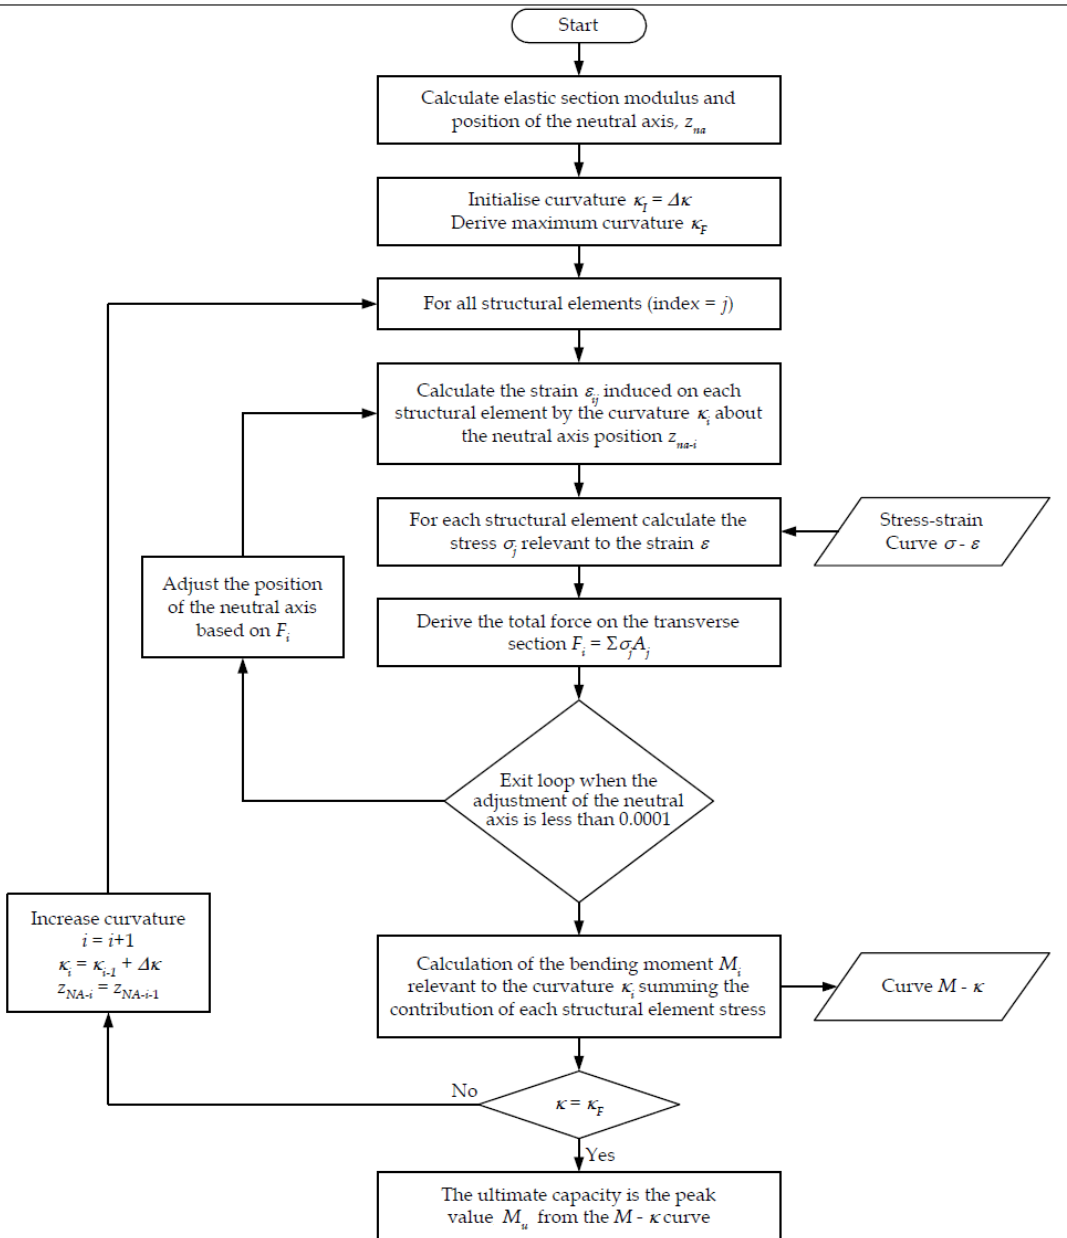 Start
Calculate elastic section modulus and
position of the neutral axis, z_na
Initialise curvature κ_I = Δκ
Derive maximum curvature κ_F
For all structural elements (index = j)
Calculate the strain ε_ij induced on each
structural element by the curvature κ_i about
the neutral axis position z_na-i
For each structural element calculate the
stress σ_j relevant to the strain ε
Stress-strain
Curve σ - ε
Adjust the position
of the neutral axis
based on F_i
Derive the total force on the transverse
section F_i = Σσ_jA_j
Exit loop when the
adjustment of the neutral
axis is less than 0.0001
Increase curvature
i = i+1
κ_i = κ_i-1 + Δκ
z_NA-i = z_NA-i-1
Calculation of the bending moment M_i
relevant to the curvature κ_i summing the
contribution of each structural element stress
Curve M - κ
No
κ = κ_F
Yes
The ultimate capacity is the peak
value M_u from the M - κ curve